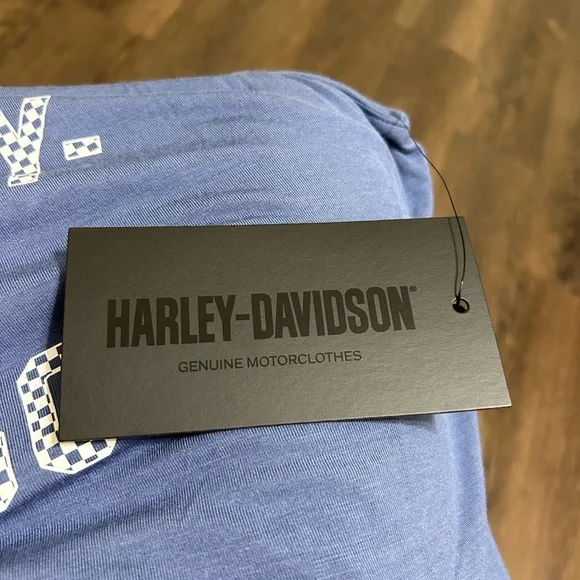 Y.
HARLEY-DAVIDSON®
GENUINE MOTORCLOTHES